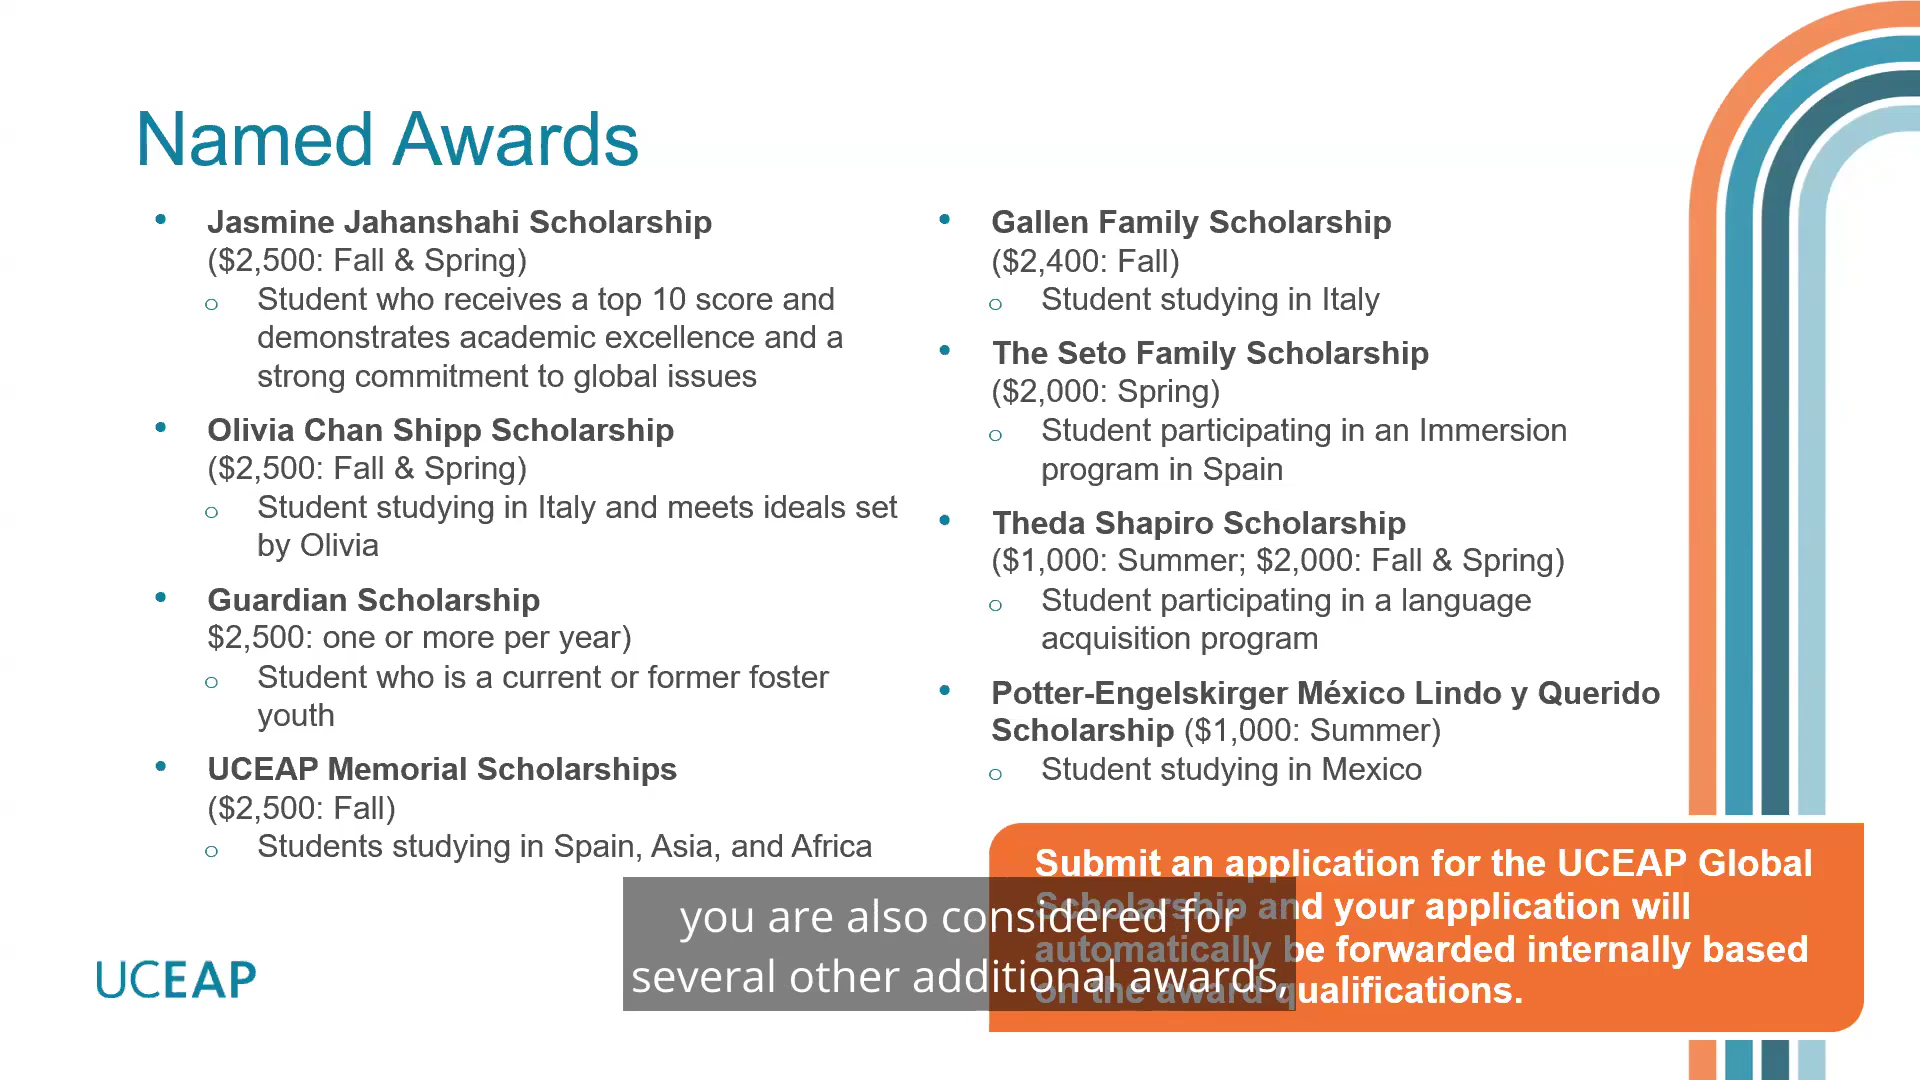 Named Awards
• Jasmine Jahanshahi Scholarship
($2,500: Fall & Spring)
o Student who receives a top 10 score and
demonstrates academic excellence and a
strong commitment to global issues
• Olivia Chan Shipp Scholarship
($2,500: Fall & Spring)
o Student studying in Italy and meets ideals set
by Olivia
• Guardian Scholarship
$2,500: one or more per year)
o Student who is a current or former foster
youth
• UCEAP Memorial Scholarships
($2,500: Fall)
o Students studying in Spain, Asia, and Africa
• Gallen Family Scholarship
($2,400: Fall)
o Student studying in Italy
• The Seto Family Scholarship
($2,000: Spring)
o Student participating in an Immersion
program in Spain
• Theda Shapiro Scholarship
($1,000: Summer; $2,000: Fall & Spring)
o Student participating in a language
acquisition program
• Potter-Engelskirger México Lindo y Querido
Scholarship ($1,000: Summer)
o Student studying in Mexico
Submit an application for the UCEAP Global
Scholarship and your application will
automatically be forwarded internally based
on the award qualifications.
you are also considered for
several other additional awards,
UCEAP